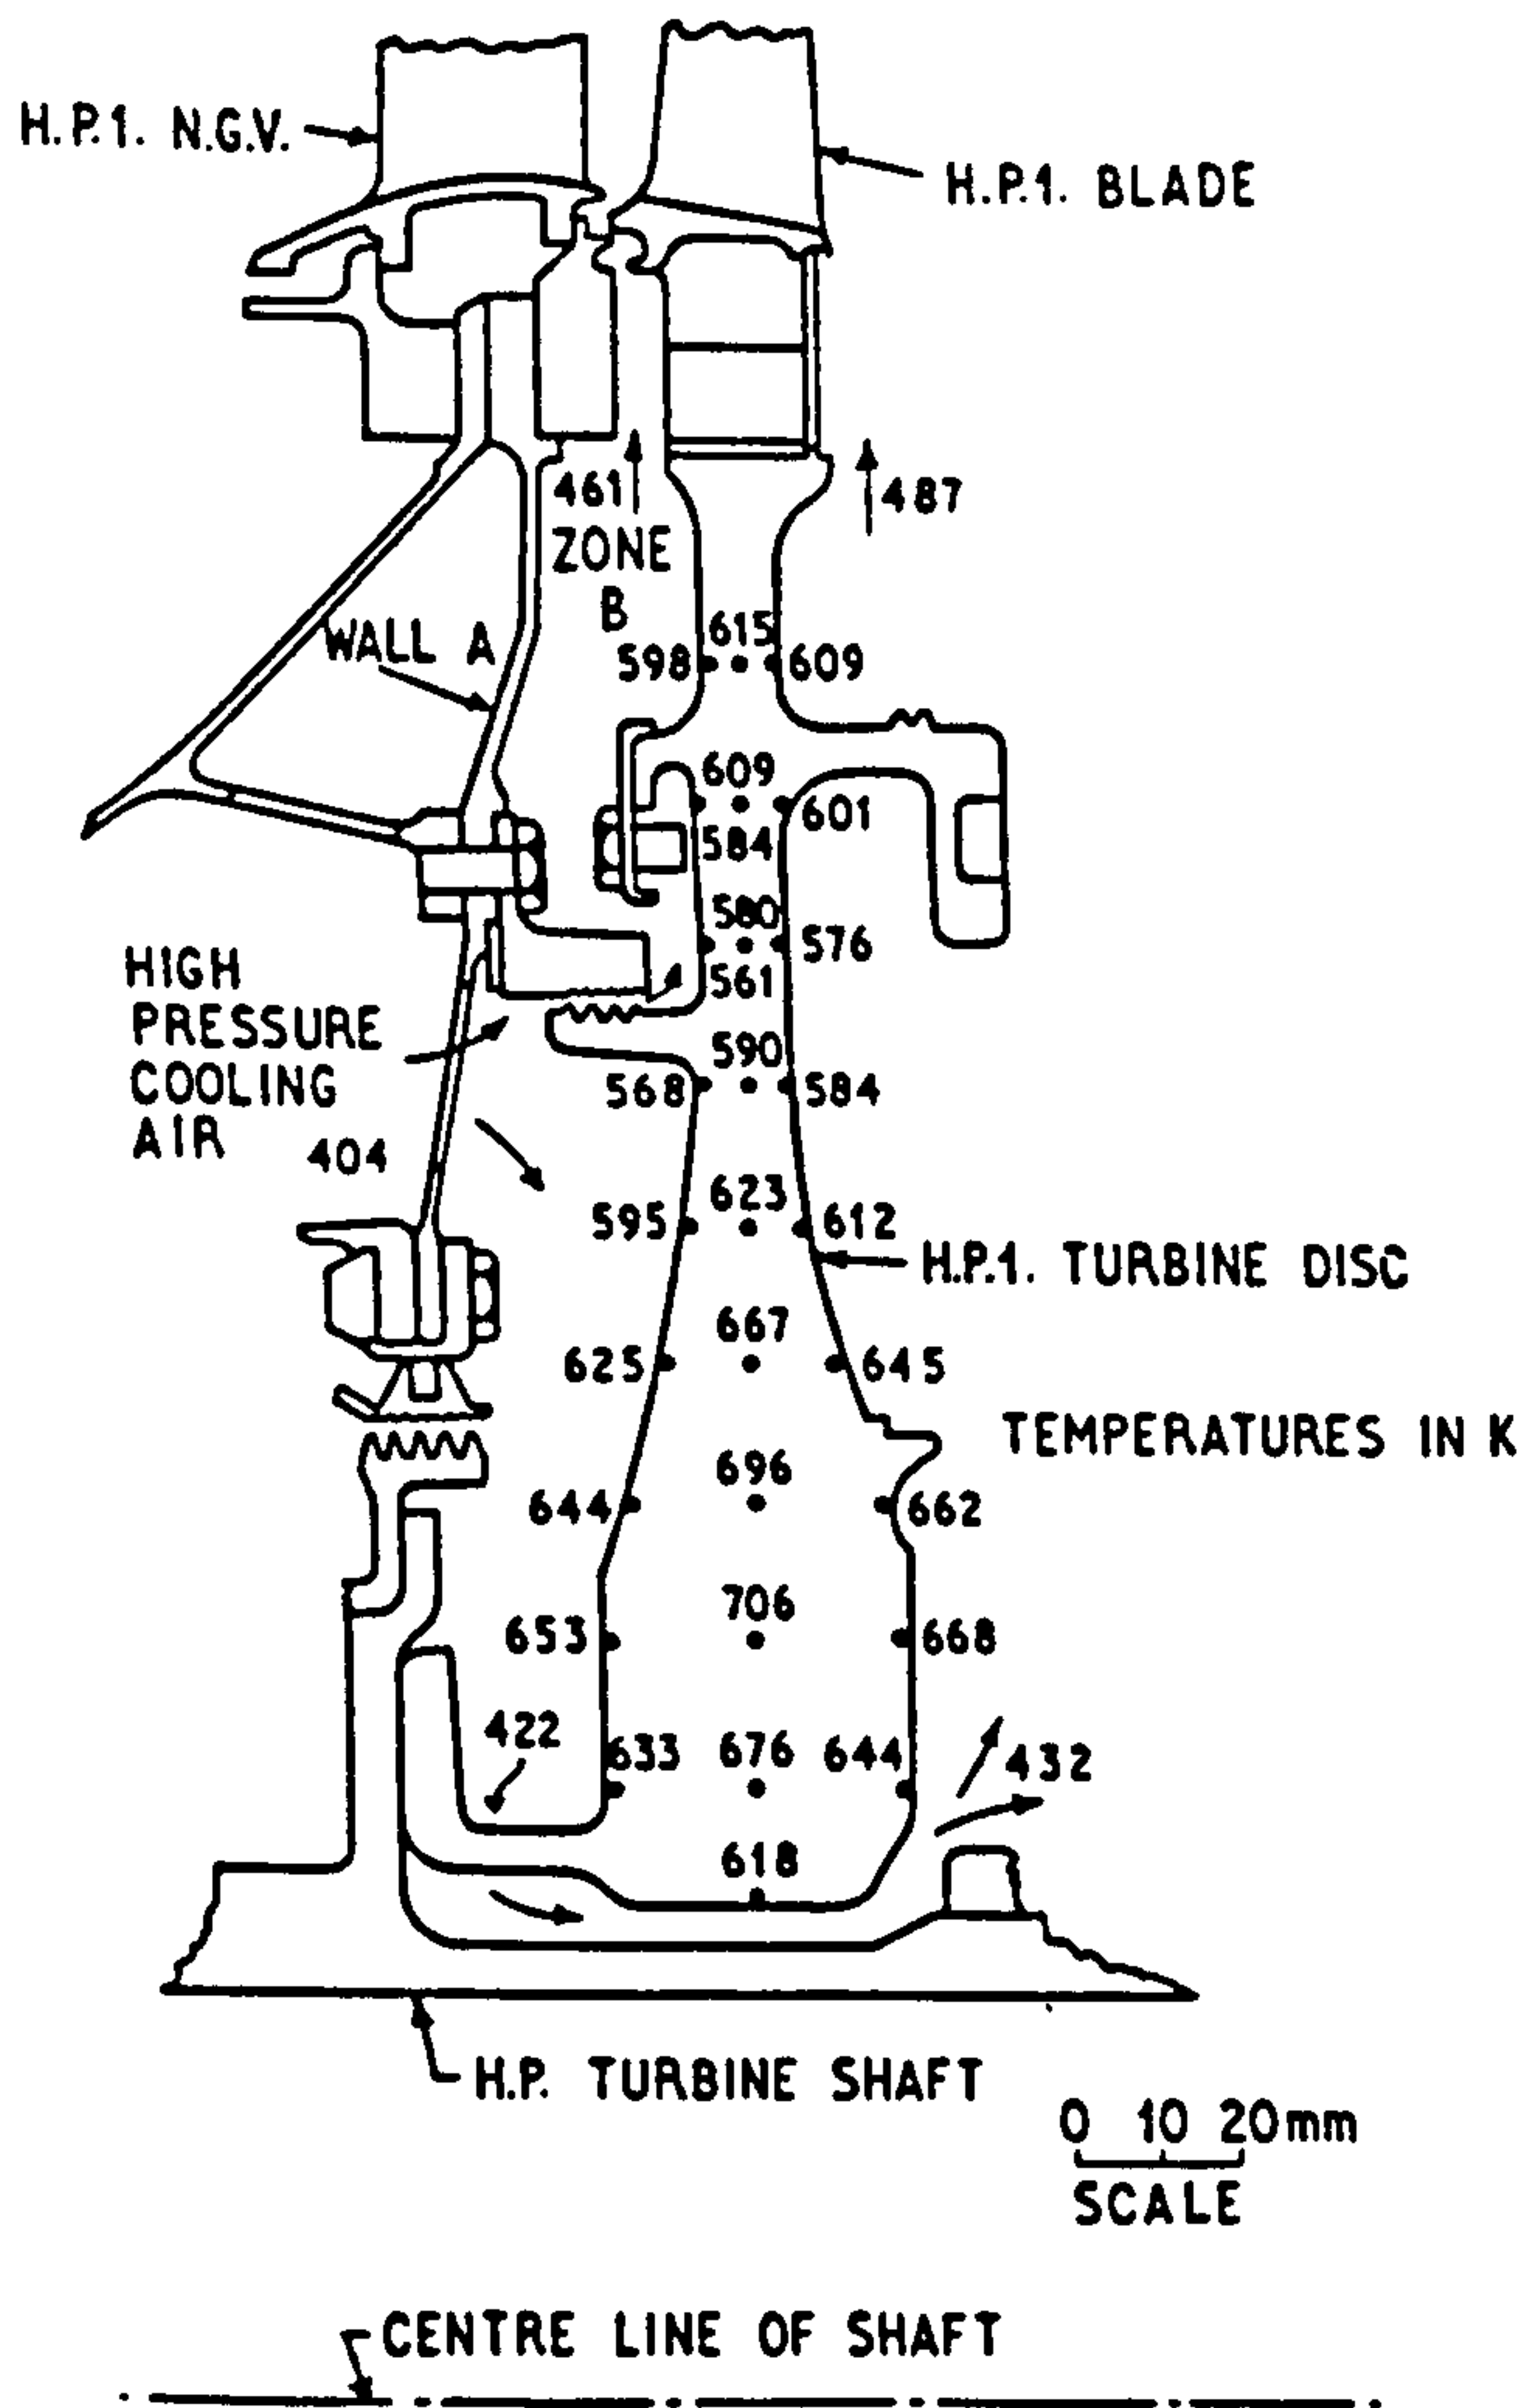 H.P.1. N.G.V.
H.P.1. BLADE
461
487
ZONE
B
WALL A
615
598
609
609
601
584
580
576
561
HIGH
PRESSURE
COOLING
AIR
404
590
568
584
623
595
612
H.P.1. TURBINE DISC
667
625
645
TEMPERATURES IN K
696
644
662
706
653
668
422
633
676
644
432
618
H.P. TURBINE SHAFT
0 10 20mm
SCALE
CENTRE LINE OF SHAFT